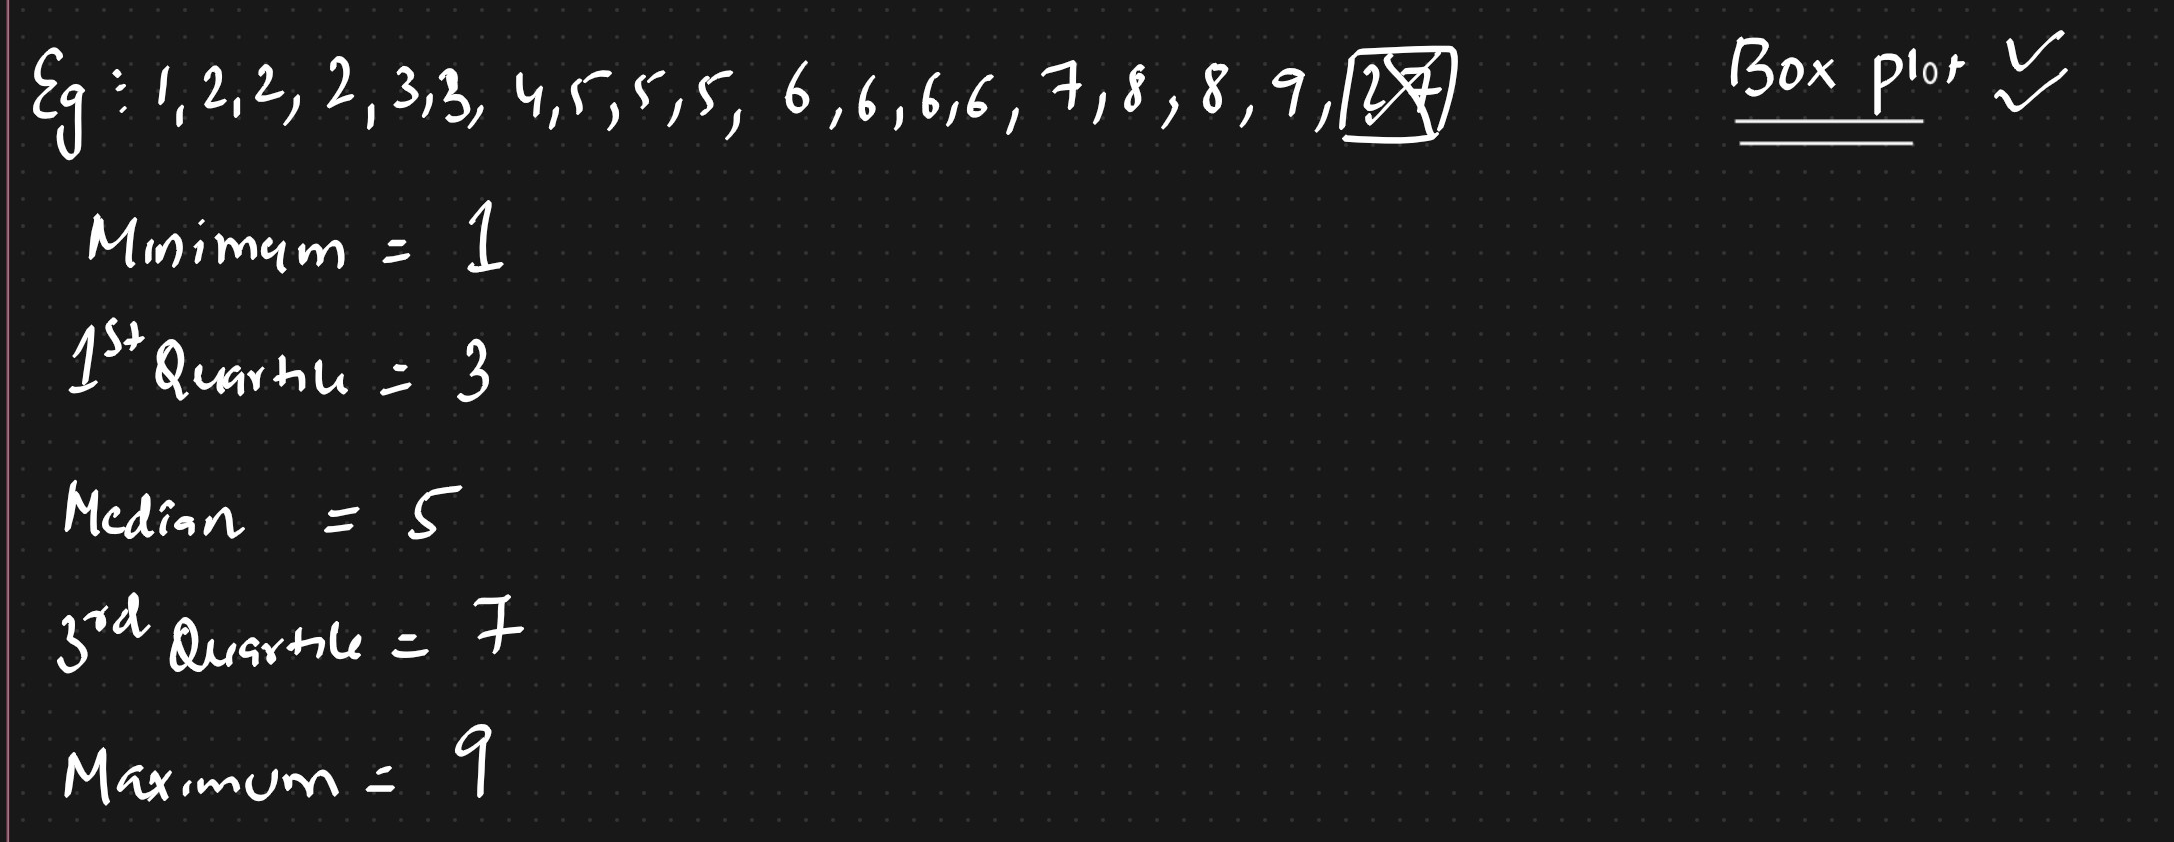 Eg : 1, 2, 2, 2, 3, 3, 4, 5, 5, 5, 6, 6, 6, 6, 7, 8, 8, 9, 27
Box plot ✓✓
Minimum = 1
1st Quartile = 3
Median = 5
3rd Quartile = 7
Maximum = 9